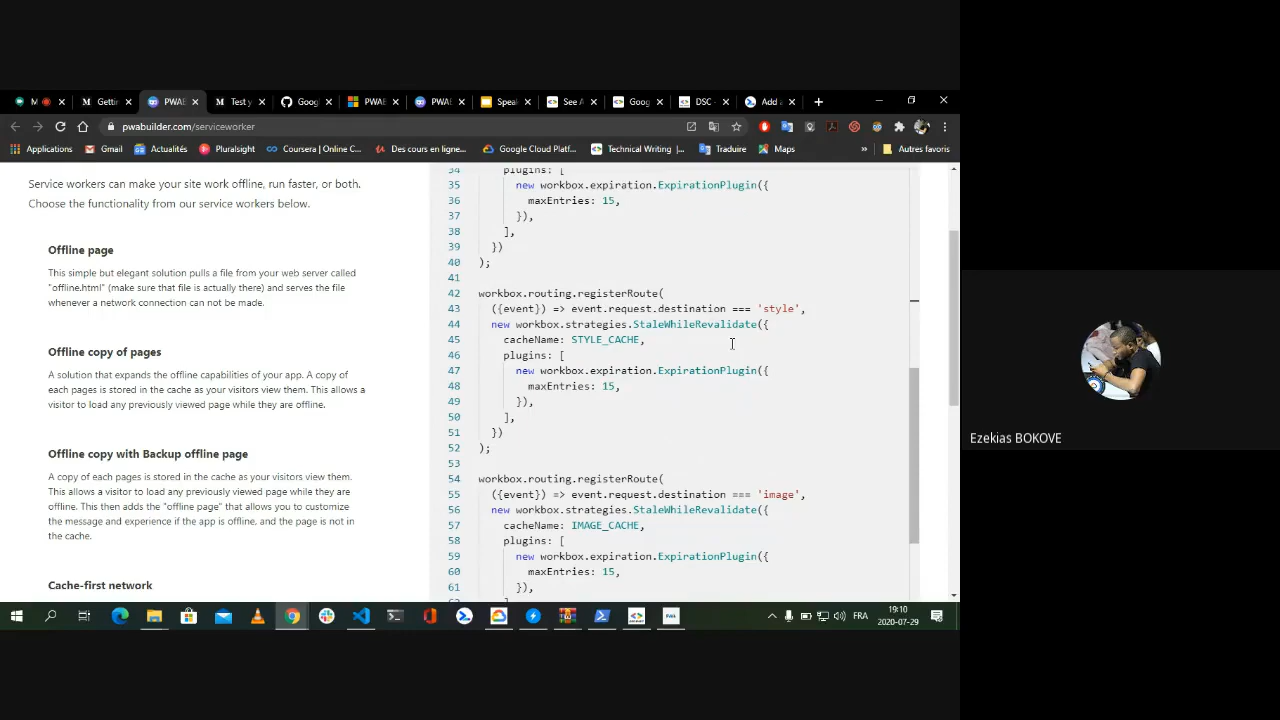 M
Gettin
PWAE
Test y
Goog
PWAE
PWAE
Speak
See A
Goog
DSC -
Add a
pwabuilder.com/serviceworker
Applications
Gmail
Actualités
Pluralsight
Coursera | Online C...
Des cours en ligne...
Google Cloud Platf...
Technical Writing |...
Traduire
Maps
»
Autres favoris
Service workers can make your site work offline, run faster, or both.
Choose the functionality from our service workers below.
Offline page
This simple but elegant solution pulls a file from your web server called
"offline.html" (make sure that file is actually there) and serves the file
whenever a network connection can not be made.
Offline copy of pages
A solution that expands the offline capabilities of your app. A copy of
each pages is stored in the cache as your visitors view them. This allows a
visitor to load any previously viewed page while they are offline.
Offline copy with Backup offline page
A copy of each pages is stored in the cache as your visitors view them.
This allows a visitor to load any previously viewed page while they are
offline. This then adds the "offline page" that allows you to customize
the message and experience if the app is offline, and the page is not in
the cache.
Cache-first network
34 plugins: [
35 new workbox.expiration.ExpirationPlugin({
36 maxEntries: 15,
37 }),
38 ],
39 })
40 );
41
42 workbox.routing.registerRoute(
43 ({event}) => event.request.destination === 'style',
44 new workbox.strategies.StaleWhileRevalidate({
45 cacheName: STYLE_CACHE,
46 plugins: [
47 new workbox.expiration.ExpirationPlugin({
48 maxEntries: 15,
49 }),
50 ],
51 })
52 );
53
54 workbox.routing.registerRoute(
55 ({event}) => event.request.destination === 'image',
56 new workbox.strategies.StaleWhileRevalidate({
57 cacheName: IMAGE_CACHE,
58 plugins: [
59 new workbox.expiration.ExpirationPlugin({
60 maxEntries: 15,
61 }),
Ezekias BOKOVE
FRA
19:10
2020-07-29